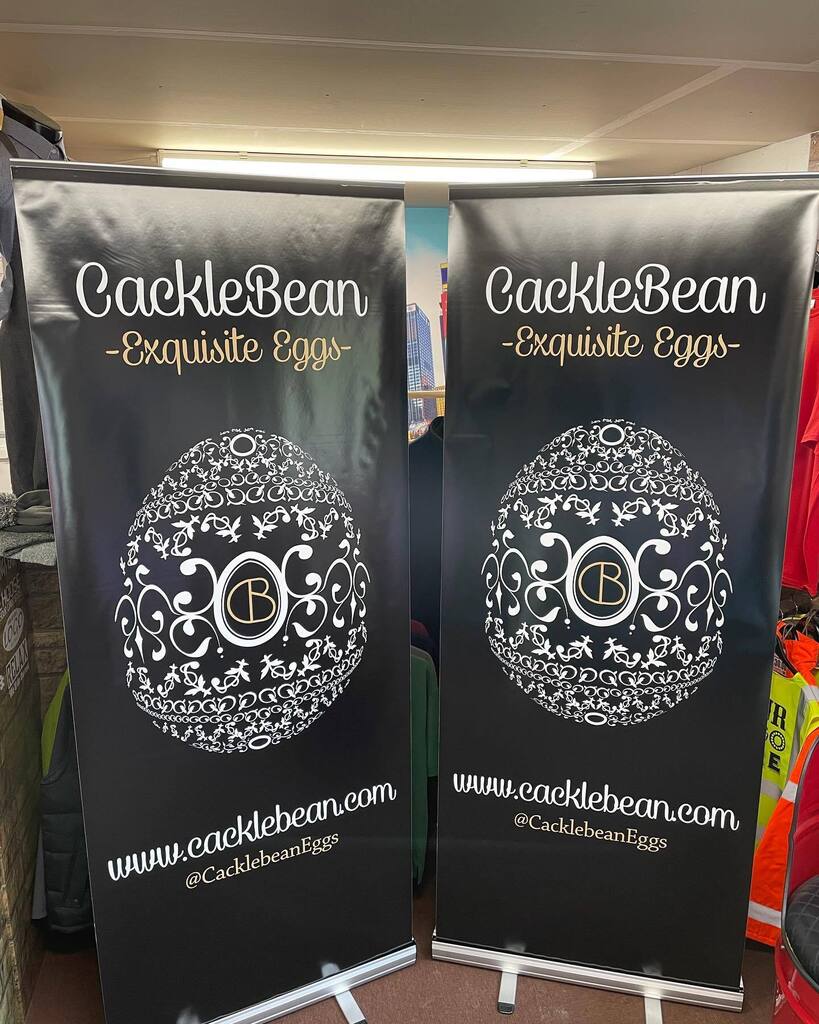 CackleBean
-Exquisite Eggs-
CB
www.cacklebean.com
@CacklebeanEggs
CackleBean
-Exquisite Eggs-
CB
www.cacklebean.com
@CacklebeanEggs